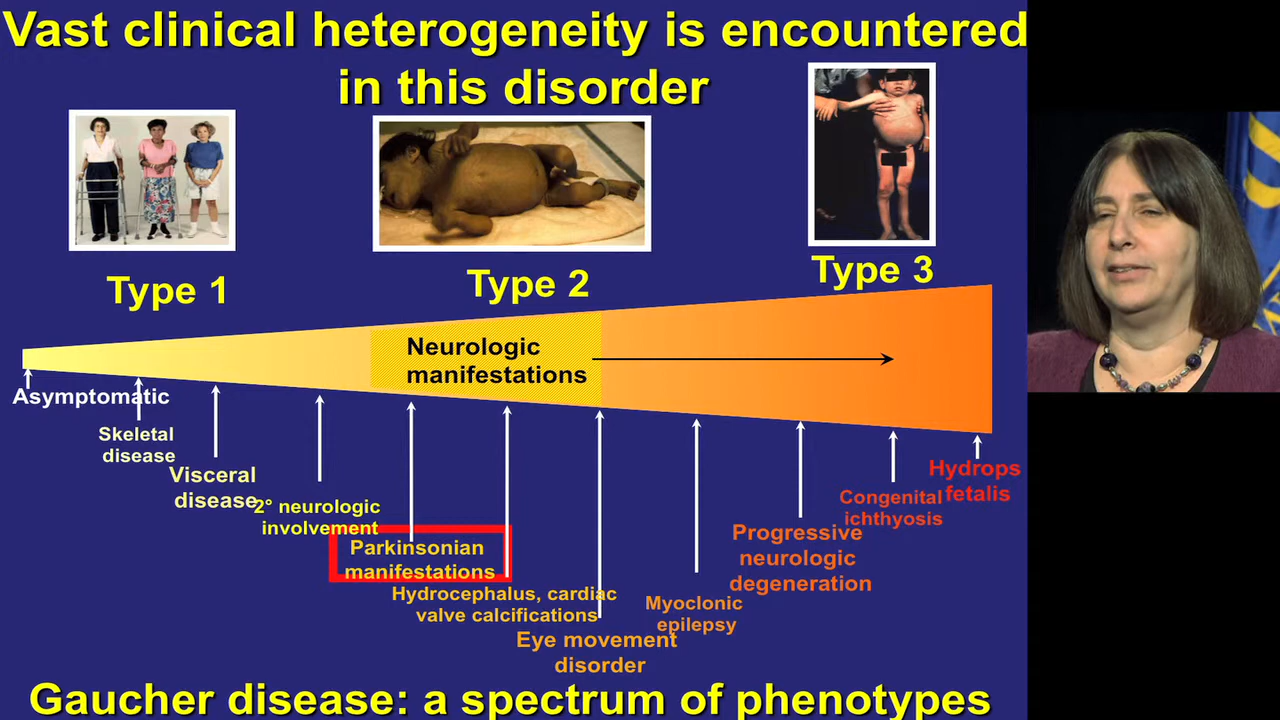 Vast clinical heterogeneity is encountered
in this disorder
Type 1
Type 2
Type 3
Neurologic
manifestations
Asymptomatic
Skeletal
disease
Visceral
disease
2° neurologic
involvement
Parkinsonian
manifestations
Hydrocephalus, cardiac
valve calcifications
Eye movement
disorder
Myoclonic
epilepsy
Progressive
neurologic
degeneration
Congenital
ichthyosis
Hydrops
fetalis
Gaucher disease: a spectrum of phenotypes